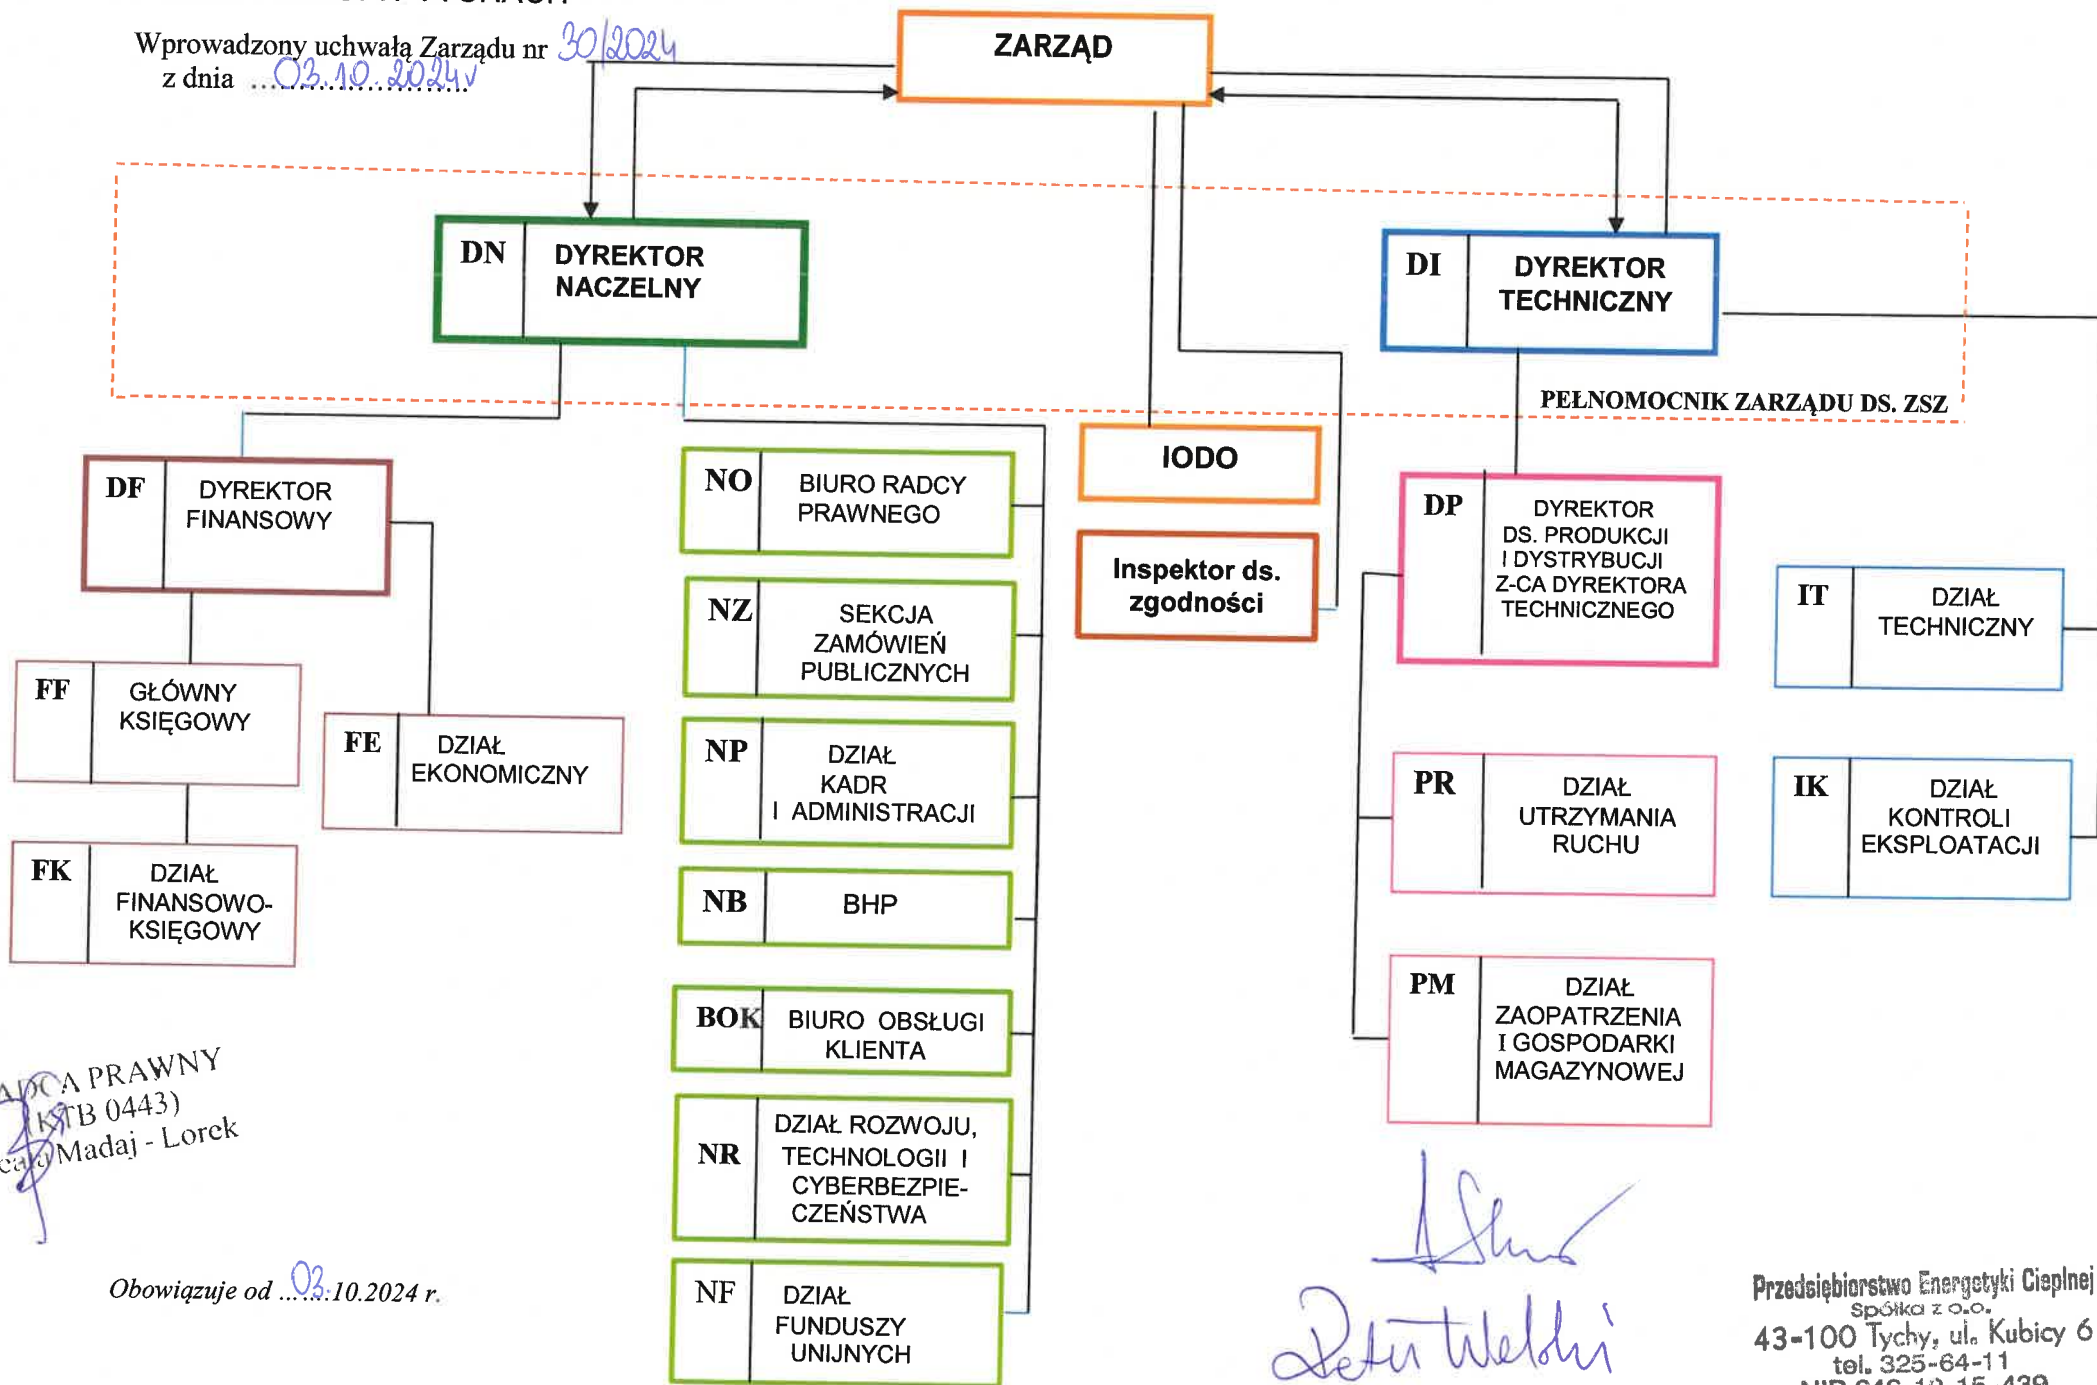 Wprowadzony uchwałą Zarządu nr 30/2024
z dnia 03.10.2024r
ZARZĄD
DN
DYREKTOR
NACZELNY
DI
DYREKTOR
TECHNICZNY
PEŁNOMOCNIK ZARZĄDU DS. ZSZ
DF
DYREKTOR
FINANSOWY
FF
GŁÓWNY
KSIĘGOWY
FE
DZIAŁ
EKONOMICZNY
FK
DZIAŁ
FINANSOWO-
KSIĘGOWY
NO
BIURO RADCY
PRAWNEGO
NZ
SEKCJA
ZAMÓWIEŃ
PUBLICZNYCH
NP
DZIAŁ
KADR
I ADMINISTRACJI
NB
BHP
BOK
BIURO OBSŁUGI
KLIENTA
NR
DZIAŁ ROZWOJU,
TECHNOLOGII I
CYBERBEZPIE-
CZEŃSTWA
NF
DZIAŁ
FUNDUSZY
UNIJNYCH
IODO
Inspektor ds.
zgodności
DP
DYREKTOR
DS. PRODUKCJI
I DYSTRYBUCJI
Z-CA DYREKTORA
TECHNICZNEGO
PR
DZIAŁ
UTRZYMANIA
RUCHU
PM
DZIAŁ
ZAOPATRZENIA
I GOSPODARKI
MAGAZYNOWEJ
IT
DZIAŁ
TECHNICZNY
IK
DZIAŁ
KONTROLI
EKSPLOATACJI
PRAWNY
(KTB 0443)
Madaj - Lorek
Obowiązuje od 03.10.2024 r.
Przedsiębiorstwo Energetyki Cieplnej
Spółka z o.o.
43-100 Tychy, ul. Kubicy 6
tel. 325-64-11